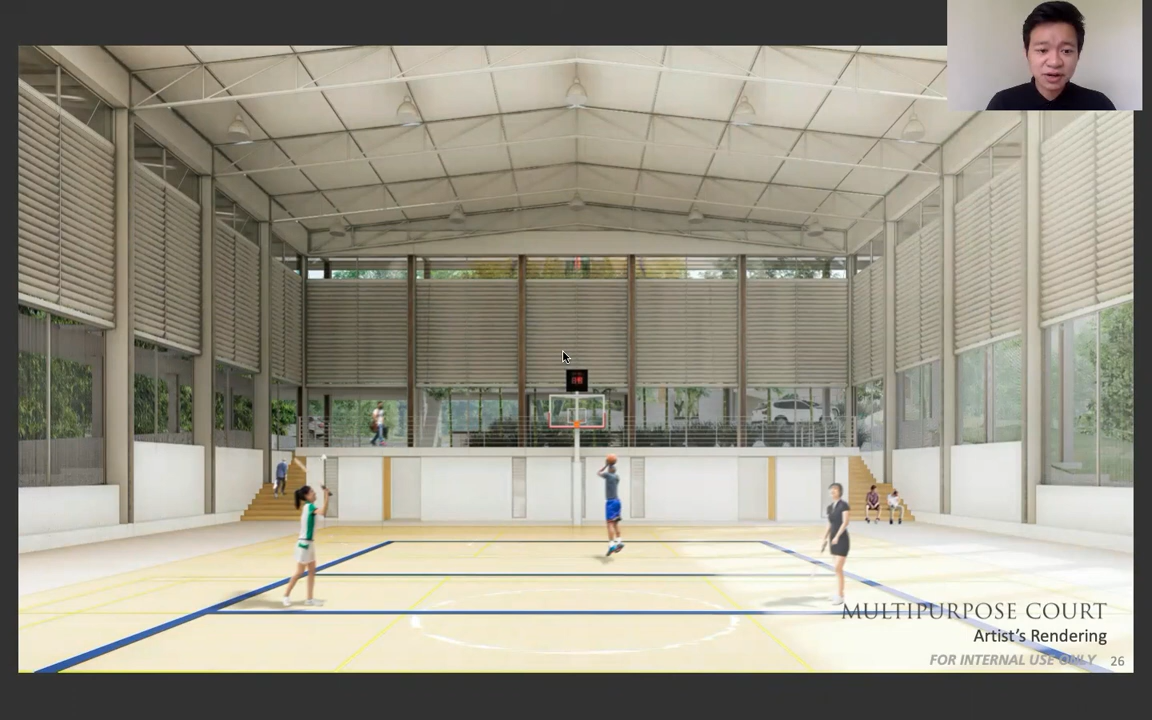 MULTIPURPOSE COURT
Artist's Rendering
FOR INTERNAL USE ONLY 26